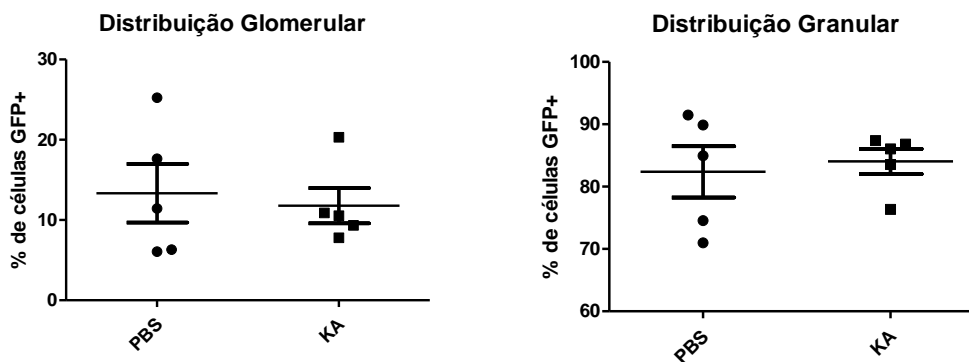 Distribuição Glomerular
% de células GFP+
30
20
10
0
PBS
KA
Distribuição Granular
% de células GFP+
100
90
80
70
60
PBS
KA